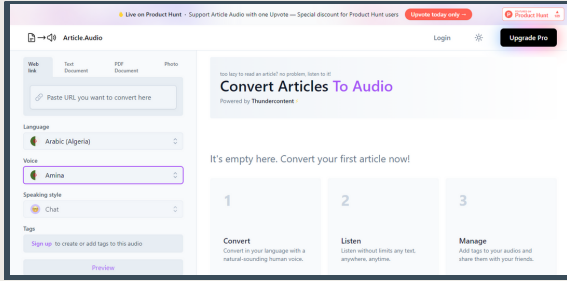 Live on Product Hunt - Support Article Audio with one Upvote — Special discount for Product Hunt users
Upvote today only →
Product Hunt
Article.Audio
Login
Upgrade Pro
Web link
Text Document
PDF Document
Photo
Paste URL you want to convert here
Language
Arabic (Algeria)
Voice
Amina
Speaking style
Chat
Tags
Sign up to create or add tags to this audio
Preview
too lazy to read an article? no problem. listen to it!
Convert Articles To Audio
Powered by Thundercontent
It's empty here. Convert your first article now!
1
Convert
Convert in your language with a
natural-sounding human voice.
2
Listen
Listen without limits any text,
anywhere. anytime.
3
Manage
Add tags to your audios and
share them with your friends.